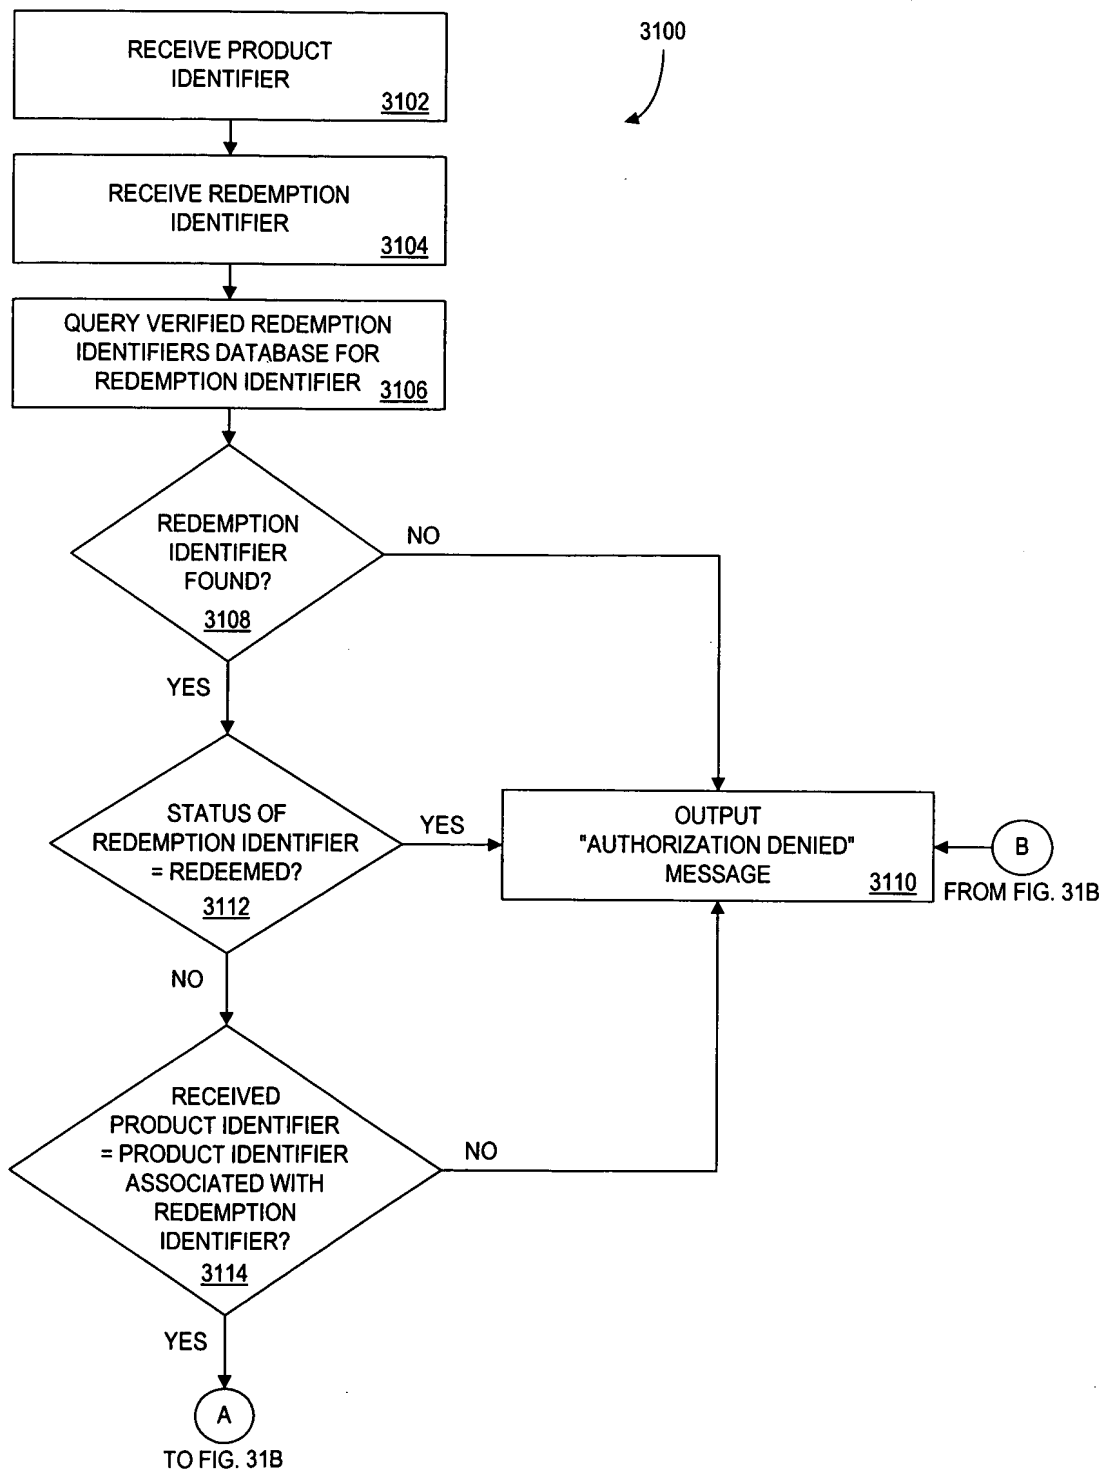 3100
RECEIVE PRODUCT
IDENTIFIER
3102
RECEIVE REDEMPTION
IDENTIFIER
3104
QUERY VERIFIED REDEMPTION
IDENTIFIERS DATABASE FOR
REDEMPTION IDENTIFIER
3106
REDEMPTION
IDENTIFIER
FOUND?
3108
NO
YES
STATUS OF
REDEMPTION IDENTIFIER
= REDEEMED?
3112
YES
OUTPUT
"AUTHORIZATION DENIED"
MESSAGE
3110
B
FROM FIG. 31B
NO
RECEIVED
PRODUCT IDENTIFIER
= PRODUCT IDENTIFIER
ASSOCIATED WITH
REDEMPTION
IDENTIFIER?
3114
NO
YES
A
TO FIG. 31B